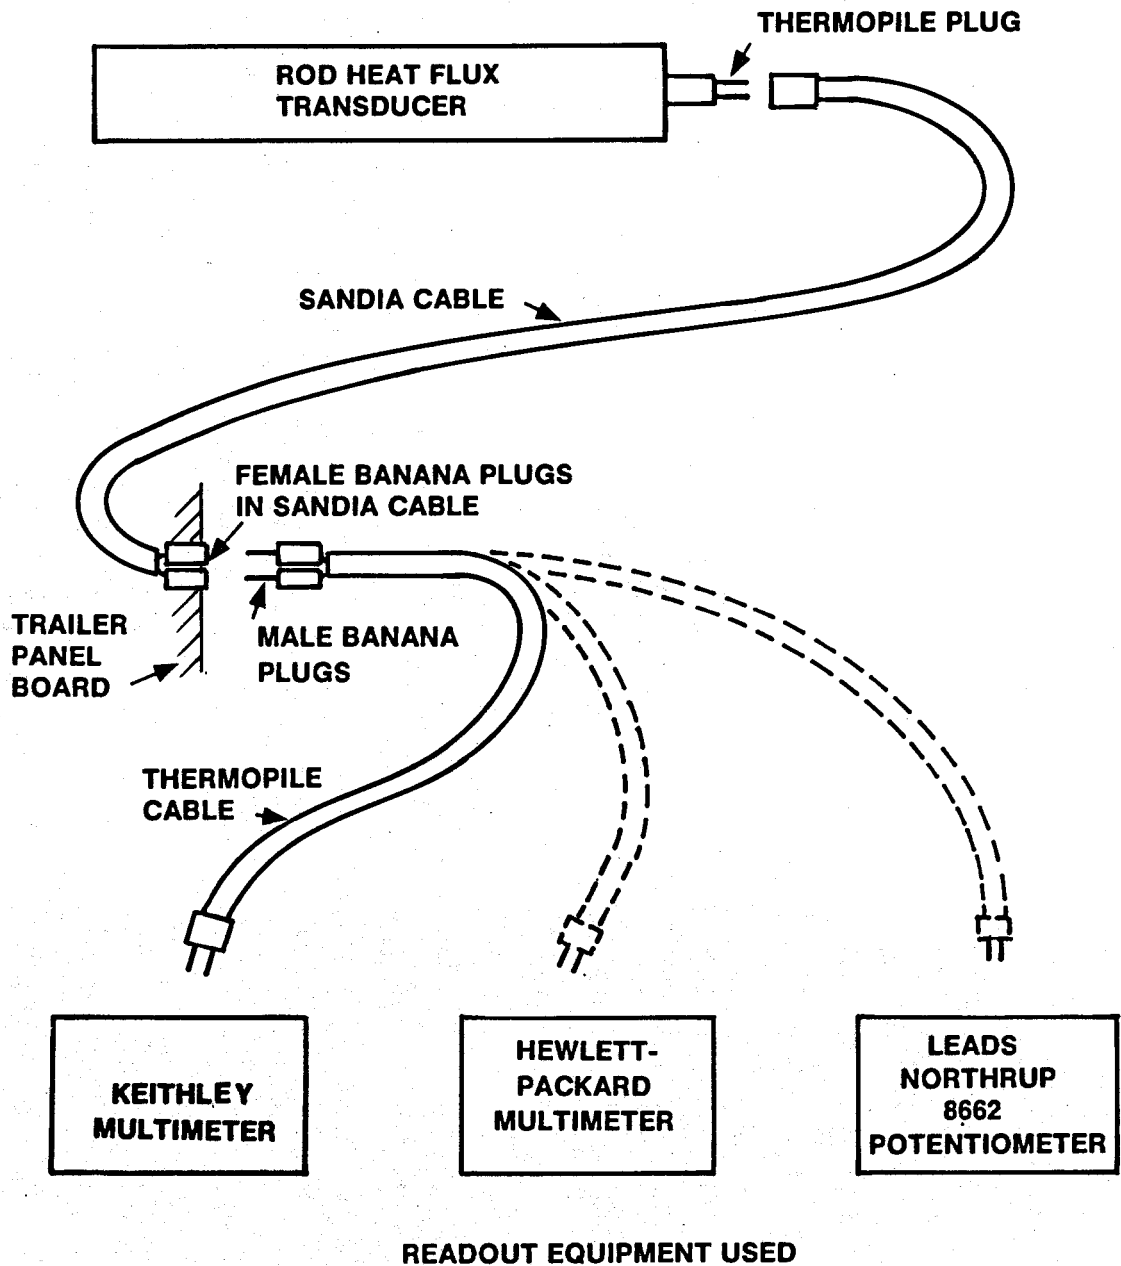 THERMOPILE PLUG
ROD HEAT FLUX
TRANSDUCER
SANDIA CABLE
FEMALE BANANA PLUGS
IN SANDIA CABLE
TRAILER
PANEL
BOARD
MALE BANANA
PLUGS
THERMOPILE
CABLE
KEITHLEY
MULTIMETER
HEWLETT-
PACKARD
MULTIMETER
LEADS
NORTHRUP
8662
POTENTIOMETER
READOUT EQUIPMENT USED